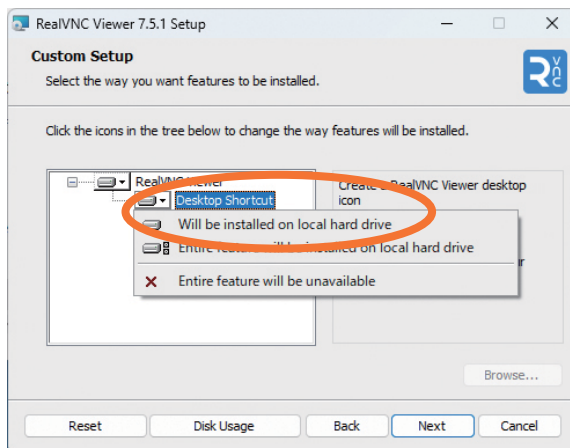 RealVNC Viewer 7.5.1 Setup
Custom Setup
Select the way you want features to be installed.
RVNC
Click the icons in the tree below to change the way features will be installed.
RealVNC Viewer
Desktop Shortcut
Create a RealVNC Viewer desktop
icon
Will be installed on local hard drive
Entire feature will be installed on local hard drive
Entire feature will be unavailable
Browse...
Reset
Disk Usage
Back
Next
Cancel